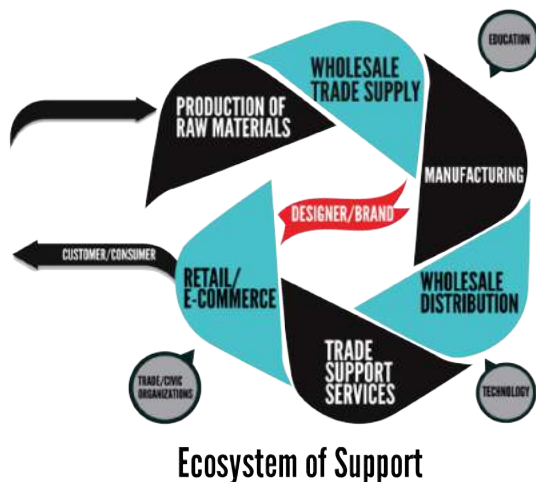 EDUCATION
WHOLESALE
TRADE SUPPLY
PRODUCTION OF
RAW MATERIALS
MANUFACTURING
DESIGNER/BRAND
CUSTOMER/CONSUMER
RETAIL/
E-COMMERCE
WHOLESALE
DISTRIBUTION
TRADE
SUPPORT
SERVICES
TRADE/CIVIC
ORGANIZATIONS
TECHNOLOGY
Ecosystem of Support